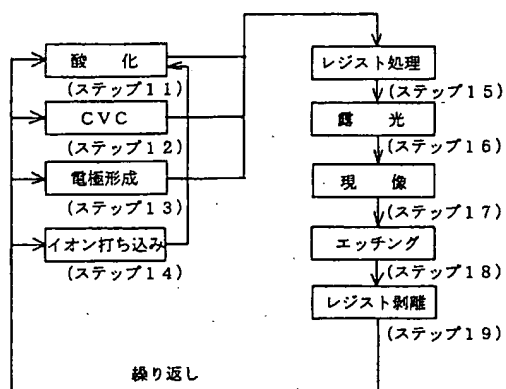 酸化
(ステップ11)
CVC
(ステップ12)
電極形成
(ステップ13)
イオン打ち込み
(ステップ14)
レジスト処理
(ステップ15)
露光
(ステップ16)
現像
(ステップ17)
エッチング
(ステップ18)
レジスト剥離
(ステップ19)
繰り返し